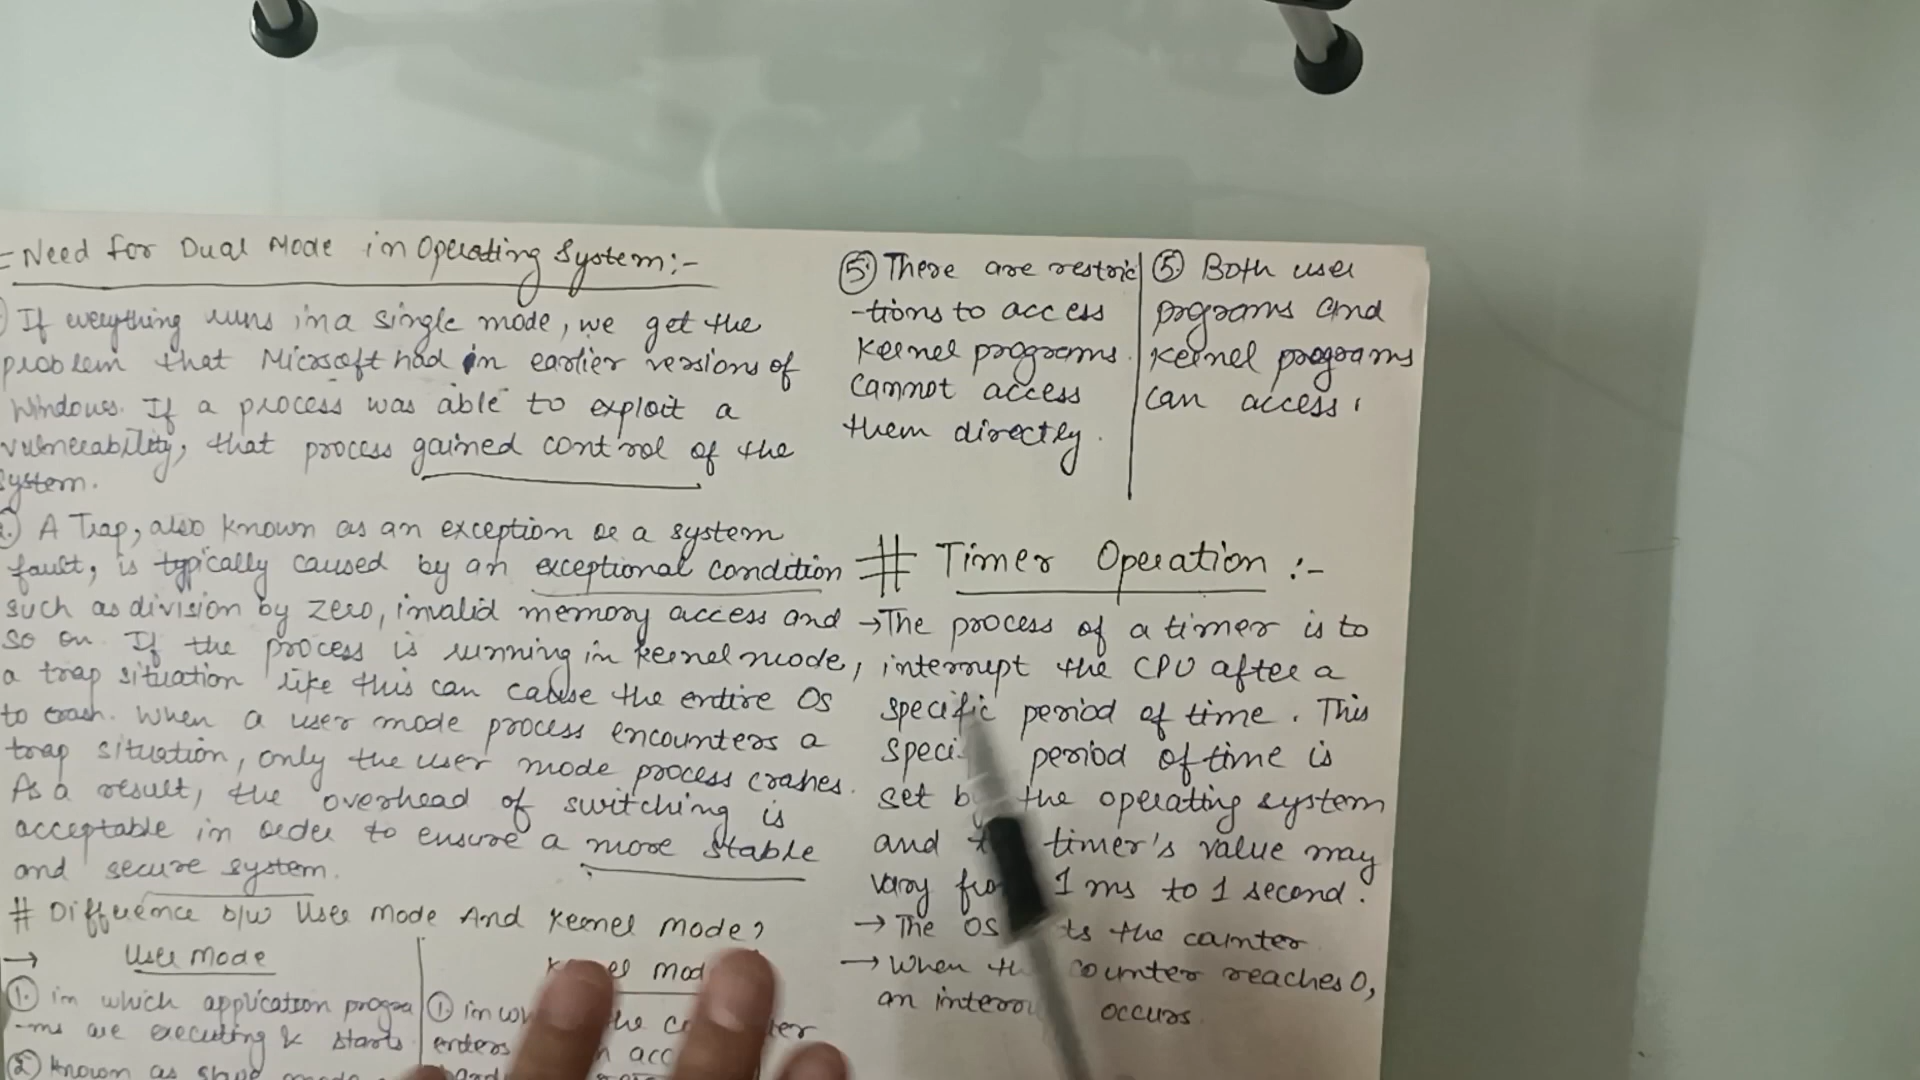 = Need for Dual Mode in Operating System:-
If everything runs in a single mode, we get the
problem that Microsoft had in earlier versions of
Windows. If a process was able to exploit a
vulnerability, that process gained control of the
system.
A Trap, also known as an exception or a system
fault, is typically caused by an exceptional condition
such as division by zero, invalid memory access and
so on. If the process is running in kernel mode,
a trap situation like this can cause the entire OS
to crash. When a user mode process encounters a
trap situation, only the user mode process crashes.
As a result, the overhead of switching is
acceptable in order to ensure a more stable
and secure system.
# Difference b/w User Mode And Kernel Mode?
→ User Mode
① in which application progra
-ms are executing & starts
② Known as
mod
① in
the
enters
acc
⑤ There are restric
-tions to access
kernel programs.
Cannot access
them directly.
⑤ Both user
programs and
kernel programs
can access.
# Timer Operation :-
→ The process of a timer is to
interrupt the CPU after a
specific period of time. This
period of time is
set by the operating system
and timer's value may
vary 1 ms to 1 second.
→ The OS the counter
→ When counter reaches 0,
an occurs.